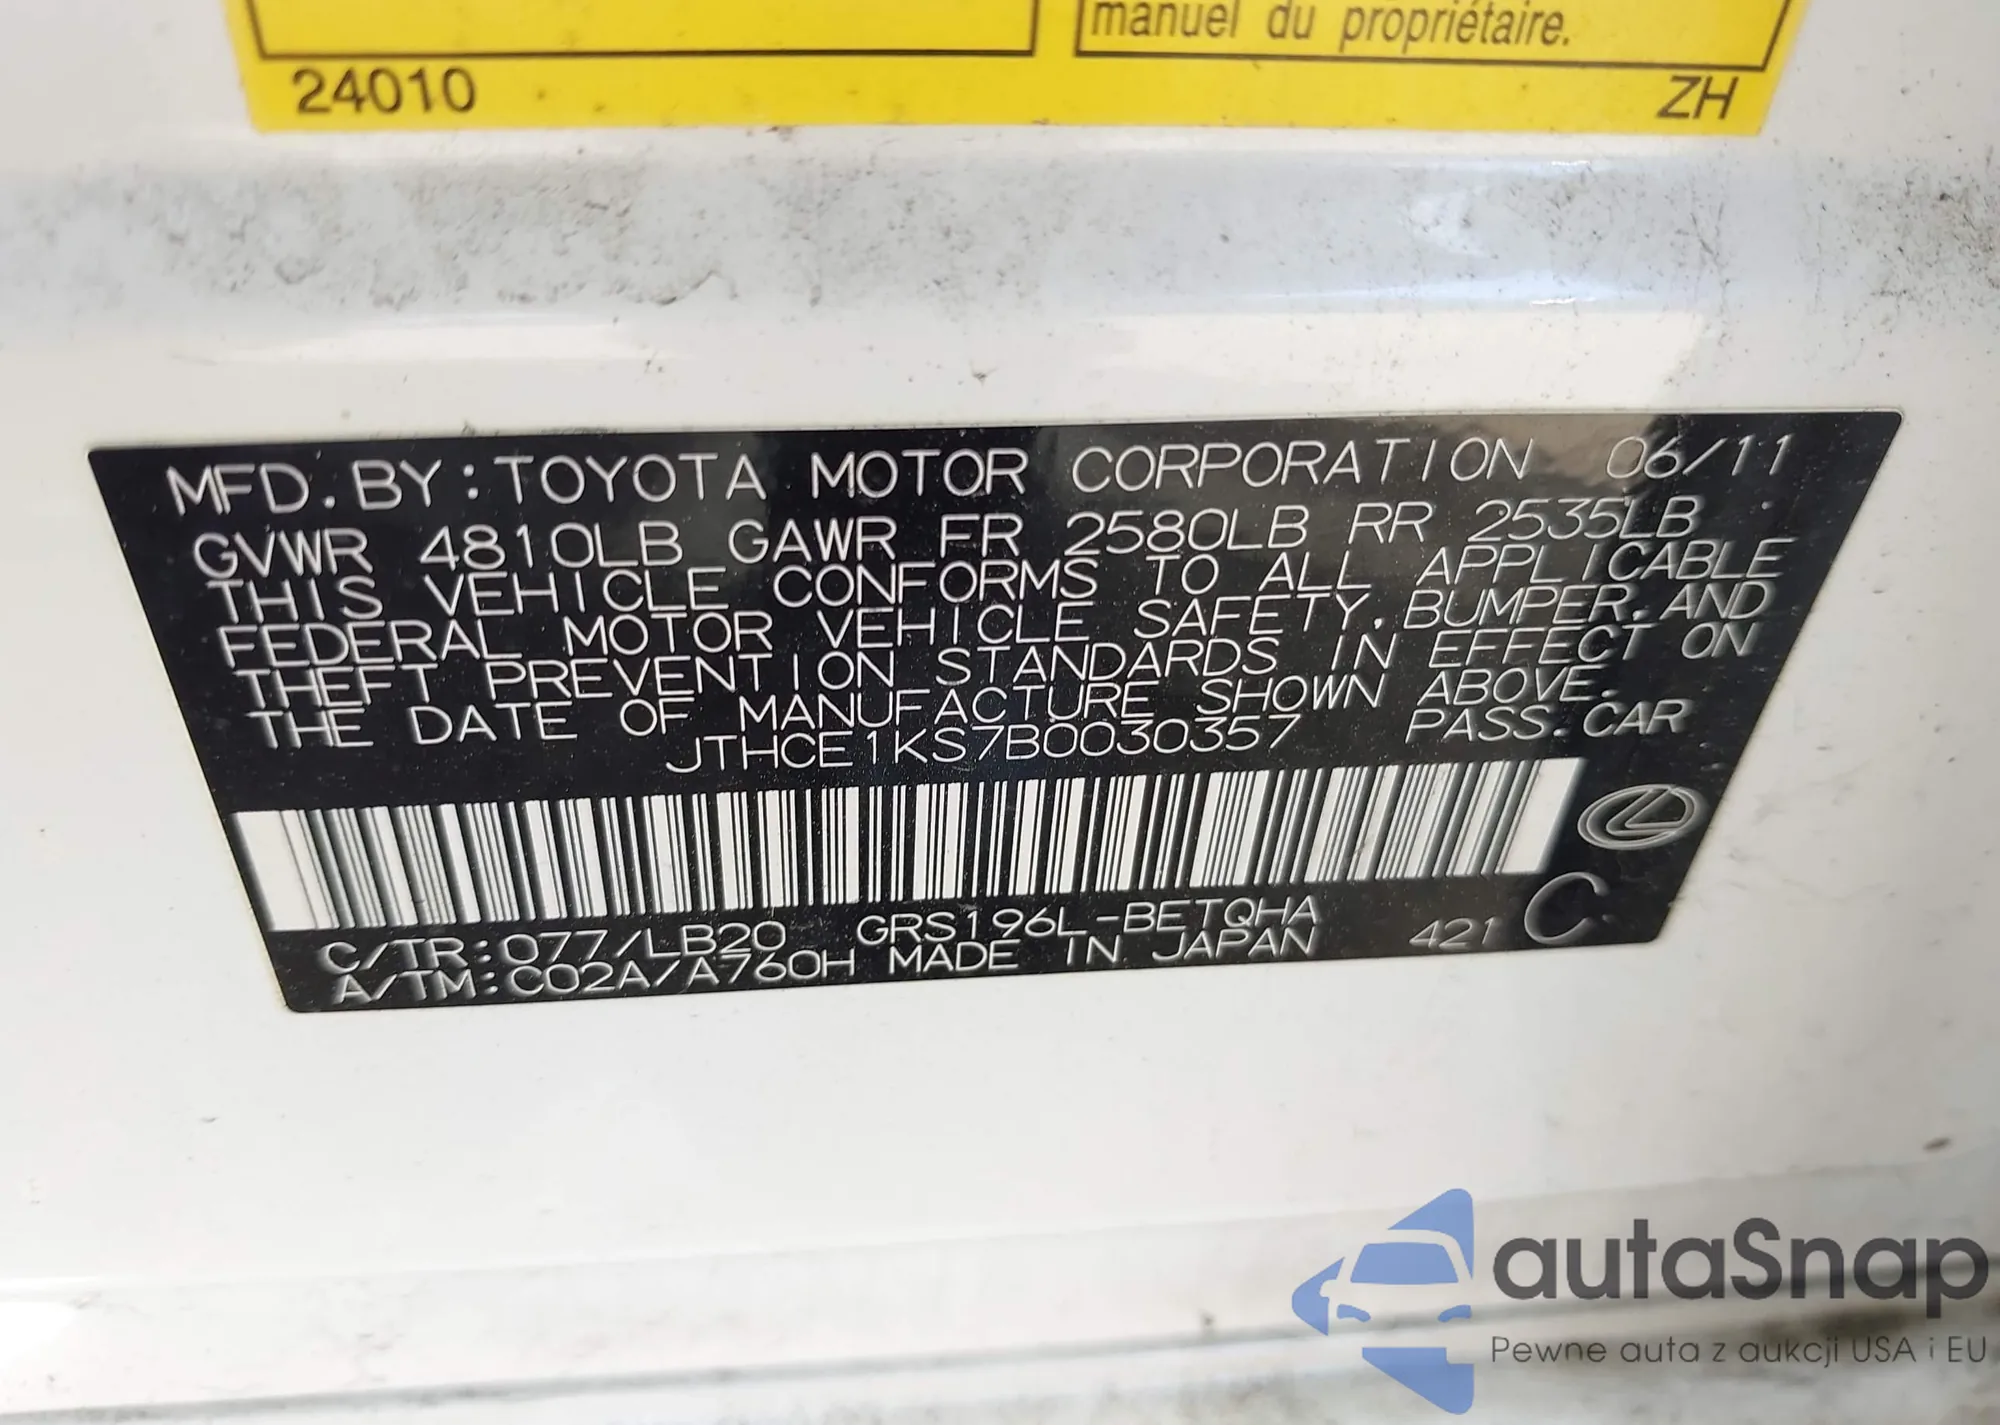 manuel du propriétaire.
24010
ZH
MFD. BY: TOYOTA MOTOR CORPORATION 06/11
GVWR 4810LB GAWR FR 2580LB RR 2535LB
THIS VEHICLE CONFORMS TO ALL APPLICABLE
FEDERAL MOTOR VEHICLE SAFETY, BUMPER, AND
THEFT PREVENTION STANDARDS IN EFFECT ON
THE DATE OF MANUFACTURE SHOWN ABOVE.
JTHCE1KS7B0030357 PASS. CAR
C/TR: 077/LB20 GRS196L-BETQHA
A/TM: C02A/A760H MADE IN JAPAN 421 C
autaSnap
Pewne auta z aukcji USA i EU